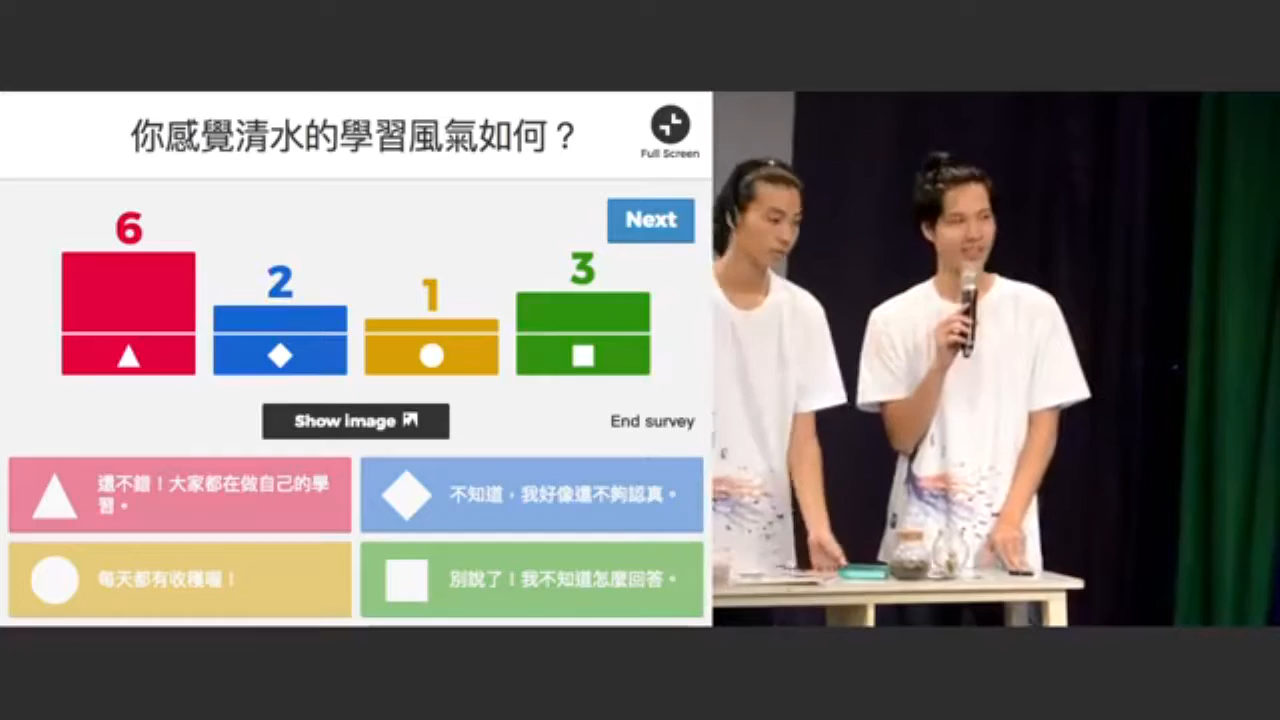 你感覺清水的學習風氣如何？
Full Screen
Next
6
2
1
3
Show image
End survey
還不錯！大家都在做自己的學
習。
不知道，我好像還不夠認真。
每天都有收穫喔！
別說了！我不知道怎麼回答。